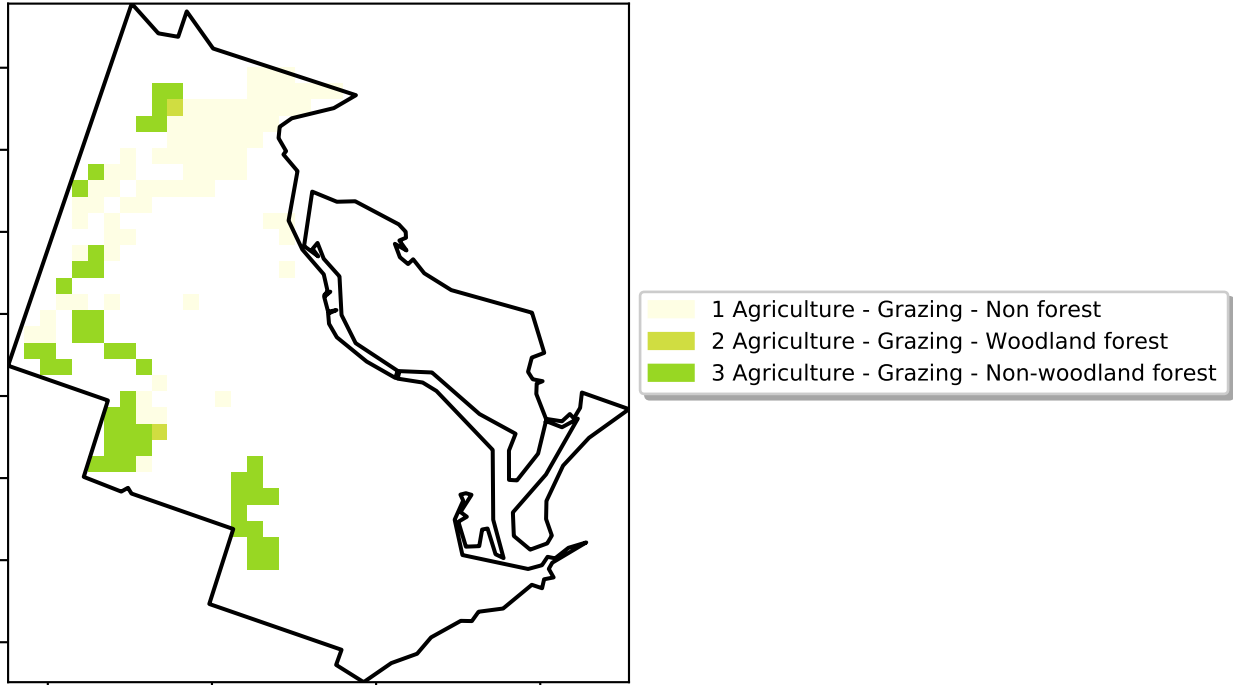 1 Agriculture - Grazing - Non forest
2 Agriculture - Grazing - Woodland forest
3 Agriculture - Grazing - Non-woodland forest